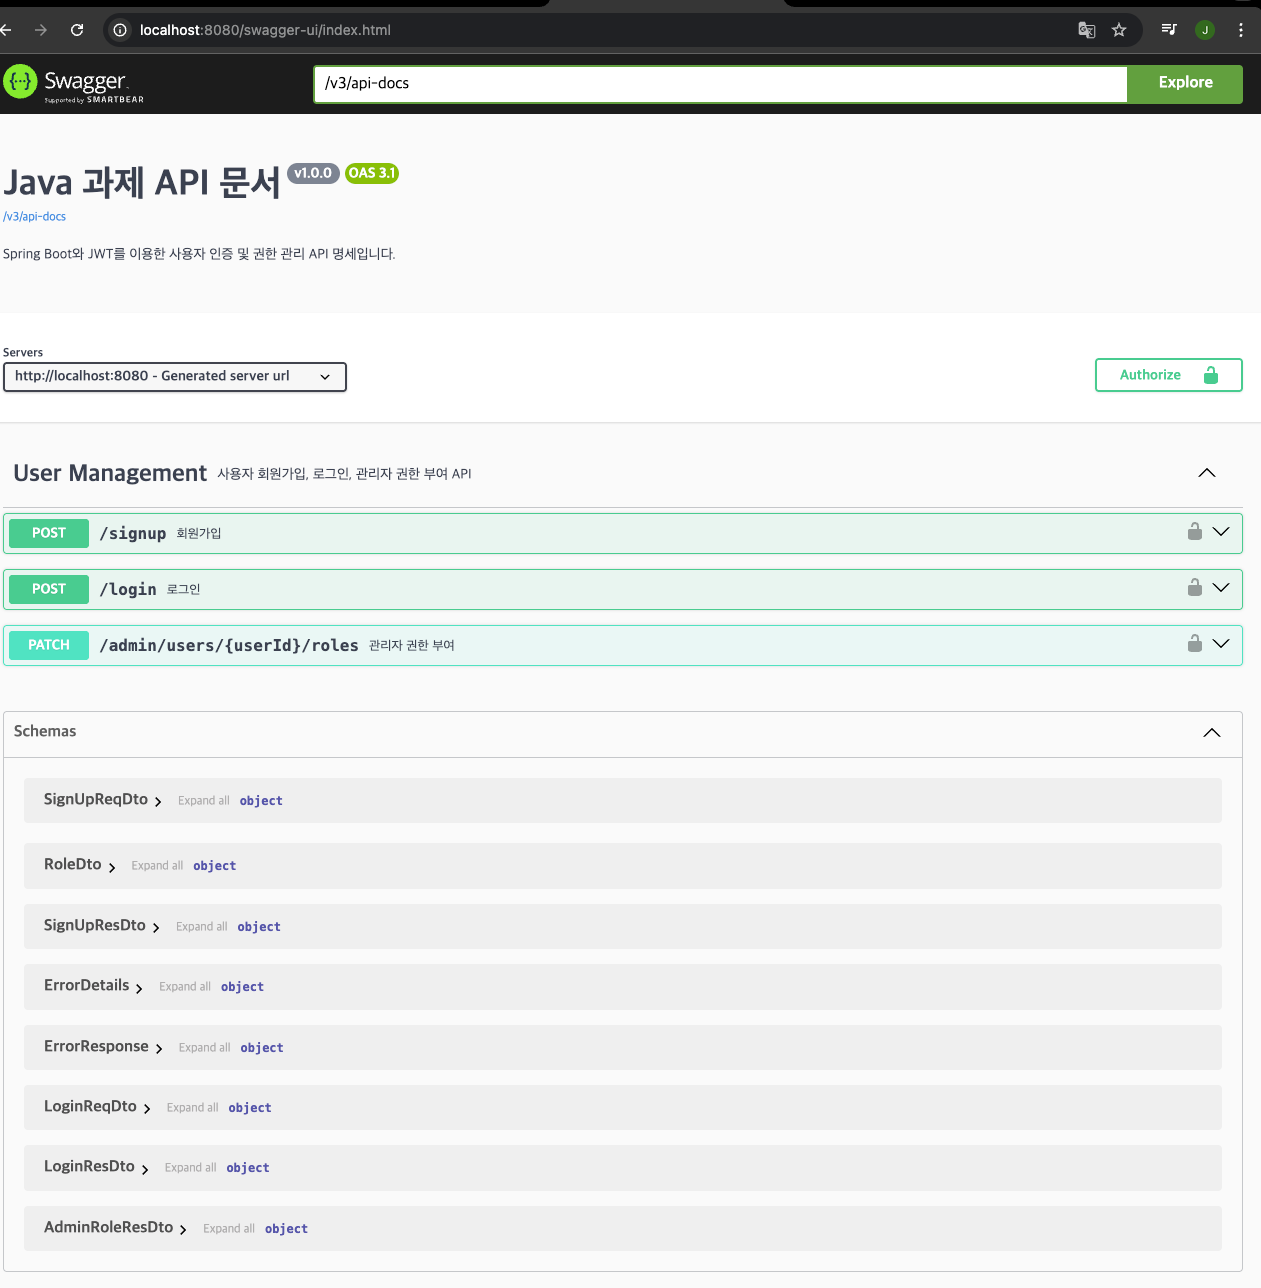 localhost:8080/swagger-ui/index.html
J
Swagger
Supported by SMARTBEAR
/v3/api-docs
Explore
Java 과제 API 문서 v1.0.0 OAS 3.1
/v3/api-docs
Spring Boot와 JWT를 이용한 사용자 인증 및 권한 관리 API 명세입니다.
Servers
http://localhost:8080 - Generated server url
Authorize
User Management 사용자 회원가입, 로그인, 관리자 권한 부여 API
POST /signup 회원가입
POST /login 로그인
PATCH /admin/users/{userId}/roles 관리자 권한 부여
Schemas
SignUpReqDto Expand all object
RoleDto Expand all object
SignUpResDto Expand all object
ErrorDetails Expand all object
ErrorResponse Expand all object
LoginReqDto Expand all object
LoginResDto Expand all object
AdminRoleResDto Expand all object